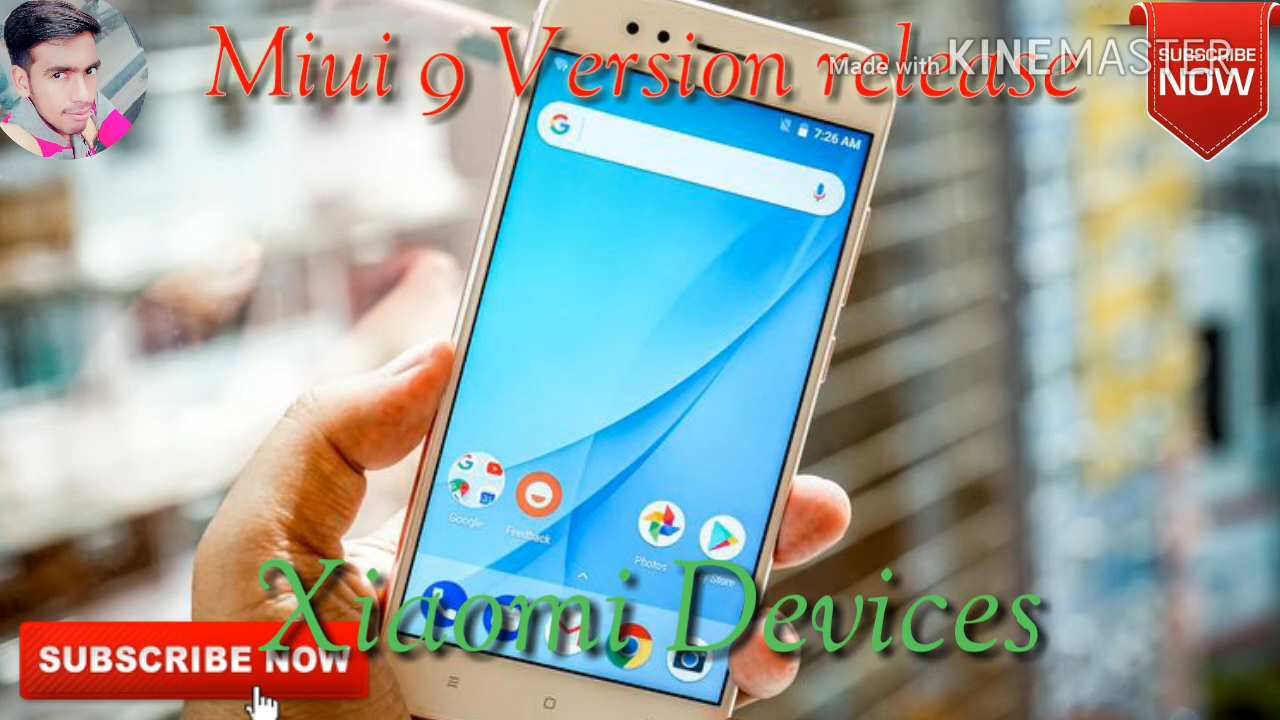 Miui 9 Version release
Made with KINEMASTER
SUBSCRIBE
NOW
7:26 AM
Google
Feedback
Photos
Store
Xiaomi Devices
SUBSCRIBE NOW